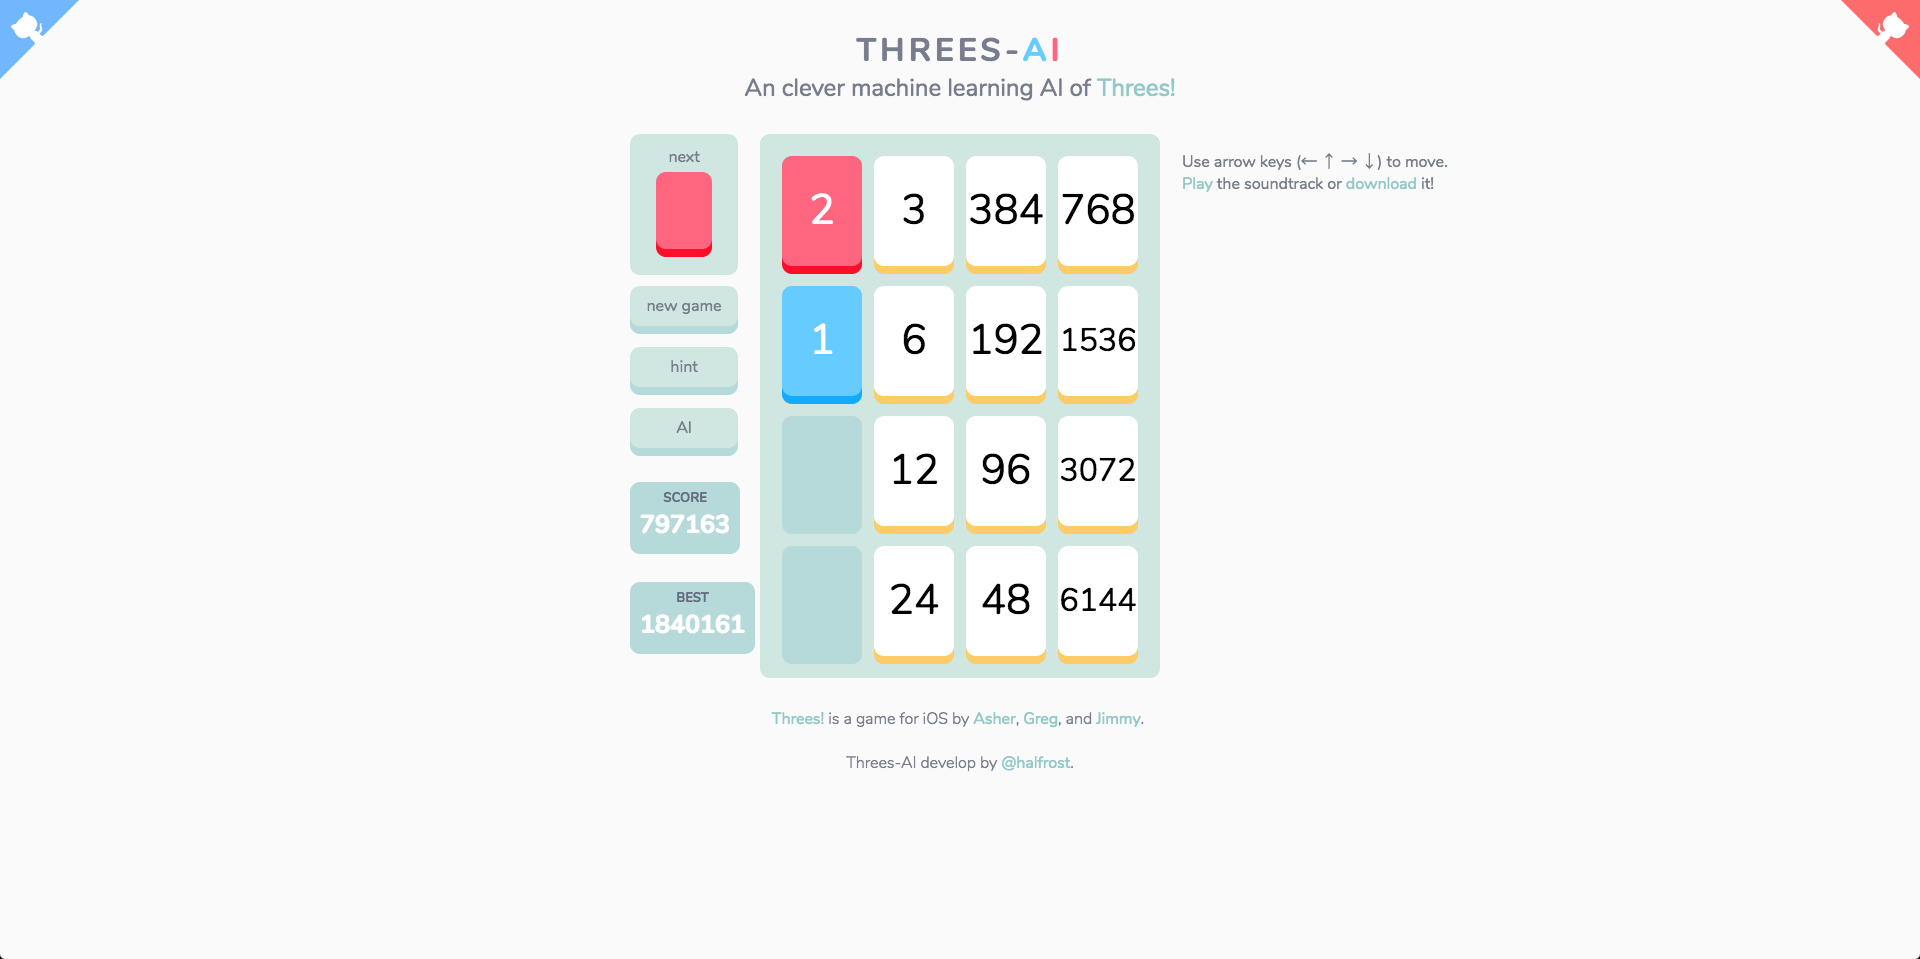 THREES-AI
An clever machine learning AI of Threes!
next
new game
hint
AI
SCORE
797163
BEST
1840161
2 3 384 768
1 6 192 1536
12 96 3072
24 48 6144
Use arrow keys (← ↑ → ↓) to move.
Play the soundtrack or download it!
Threes! is a game for iOS by Asher, Greg, and Jimmy.
Threes-AI develop by @halfrost.